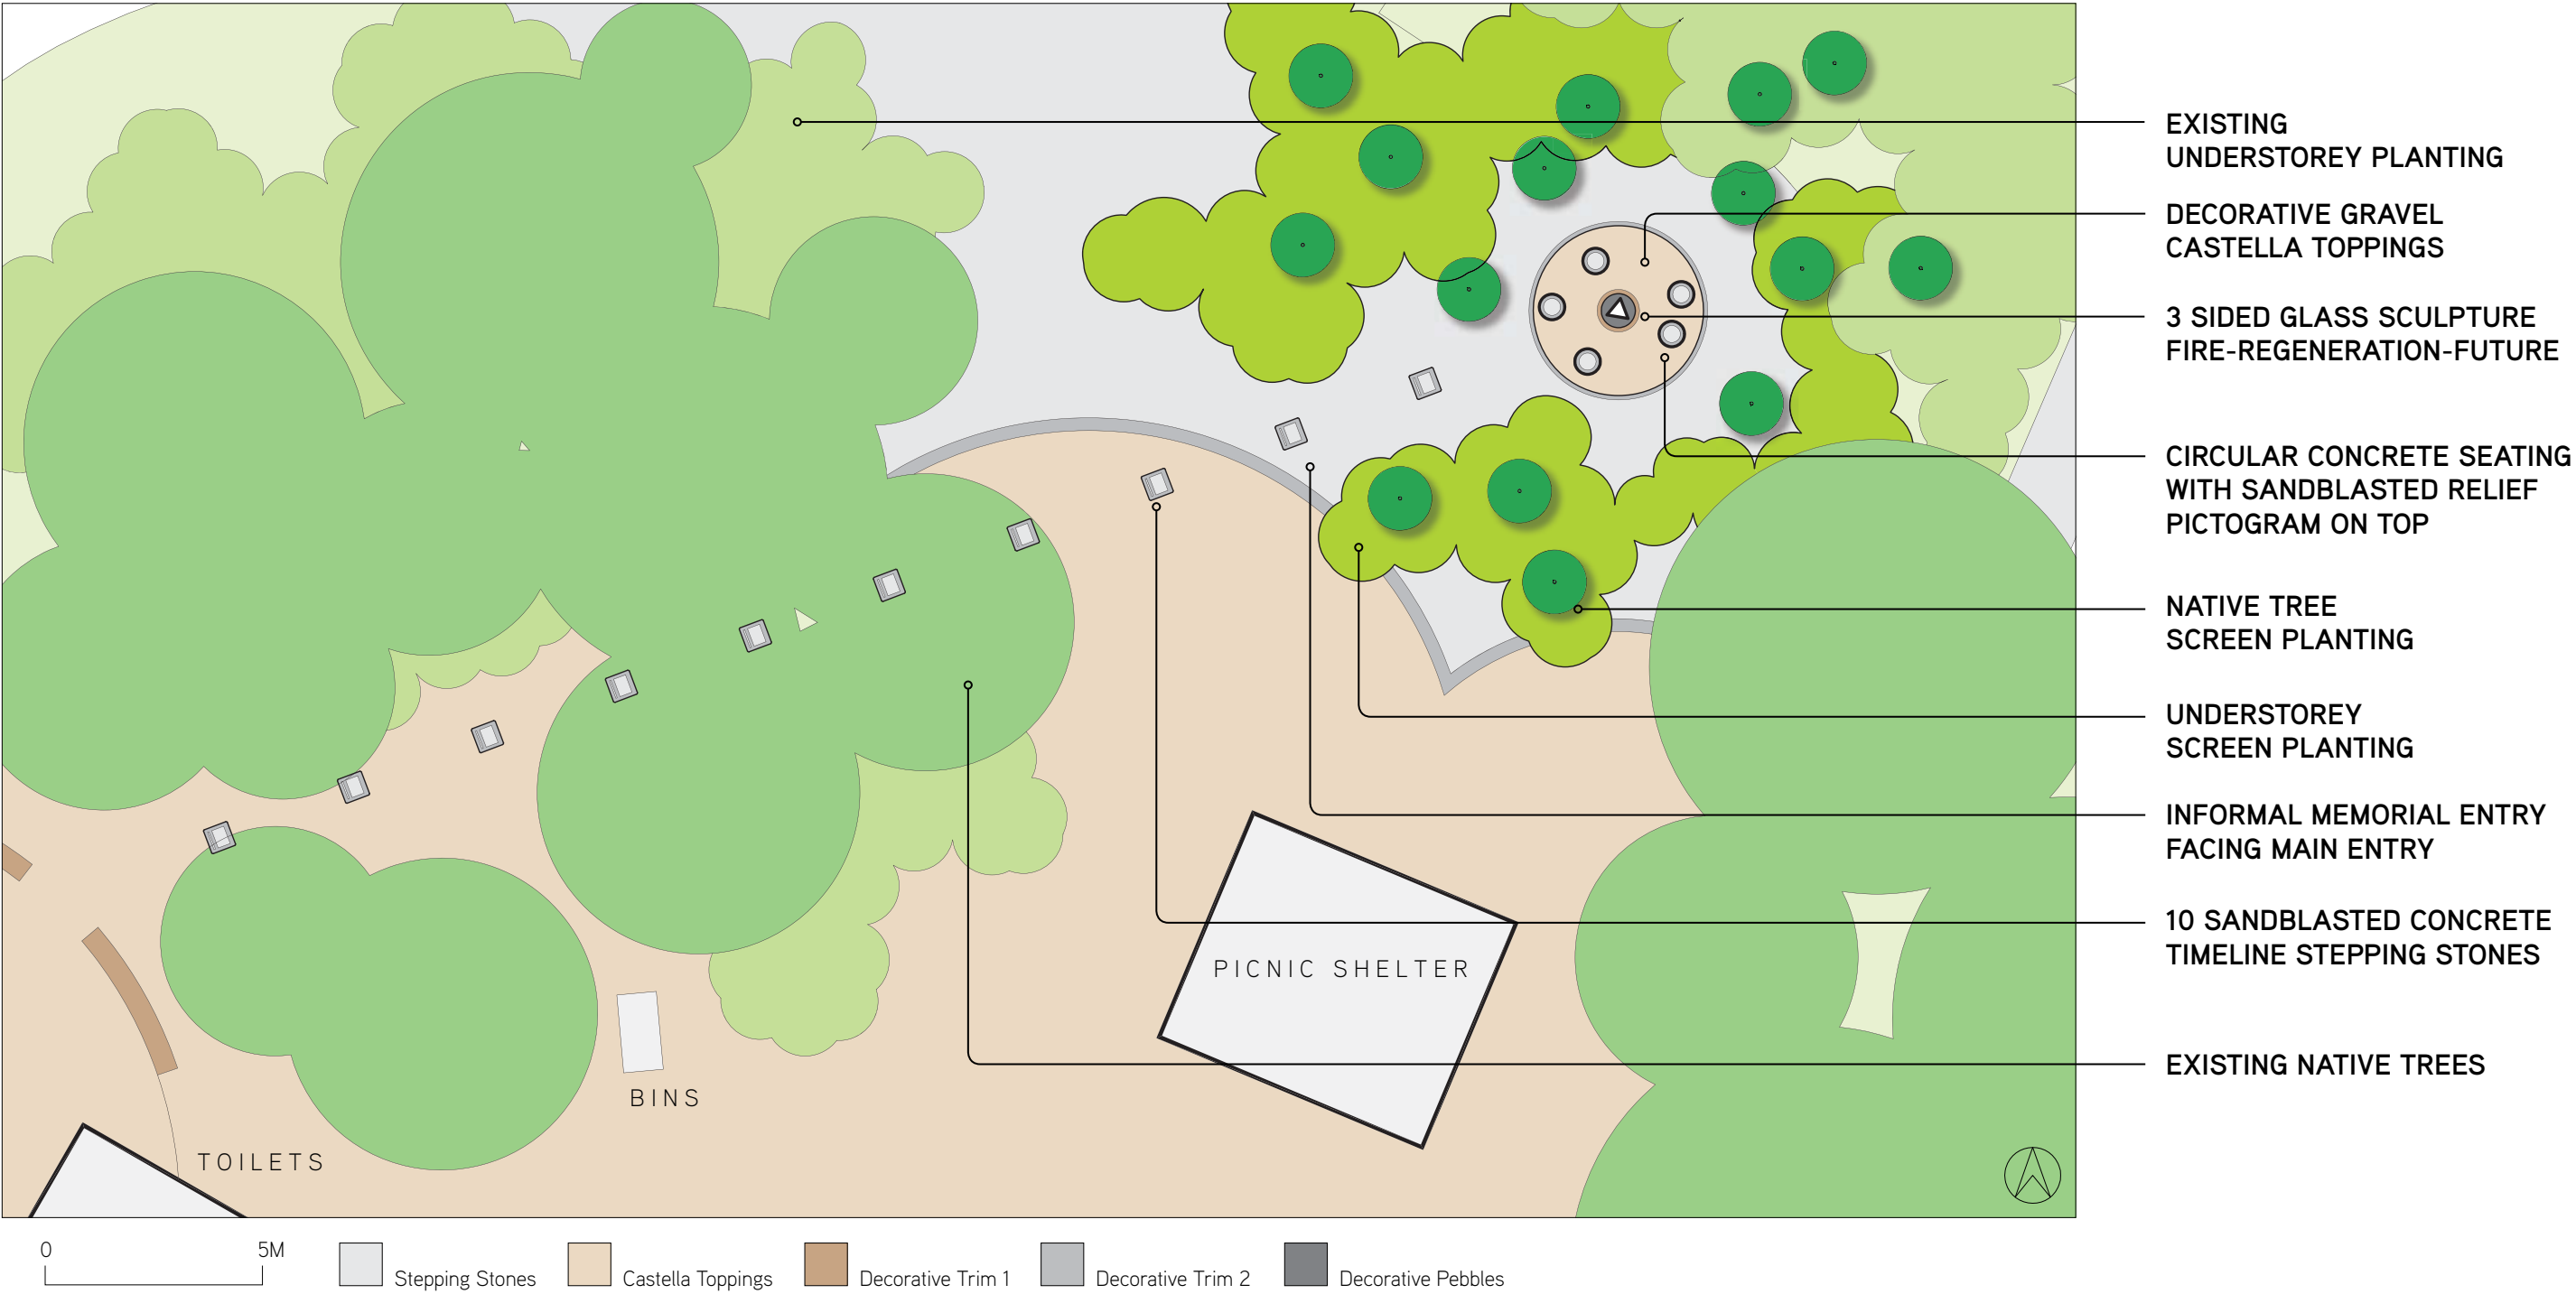 EXISTING
UNDERSTOREY PLANTING
DECORATIVE GRAVEL
CASTELLA TOPPINGS
3 SIDED GLASS SCULPTURE
FIRE-REGENERATION-FUTURE
CIRCULAR CONCRETE SEATING
WITH SANDBLASTED RELIEF
PICTOGRAM ON TOP
NATIVE TREE
SCREEN PLANTING
UNDERSTOREY
SCREEN PLANTING
INFORMAL MEMORIAL ENTRY
FACING MAIN ENTRY
10 SANDBLASTED CONCRETE
TIMELINE STEPPING STONES
EXISTING NATIVE TREES
PICNIC SHELTER
BINS
TOILETS
0 5M
Stepping Stones
Castella Toppings
Decorative Trim 1
Decorative Trim 2
Decorative Pebbles